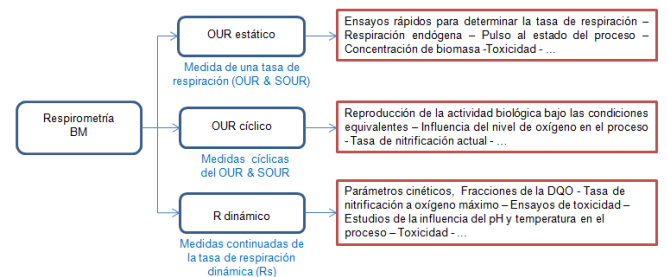 OUR estático
Medida de una tasa de
respiración (OUR & SOUR)
Ensayos rápidos para determinar la tasa de respiración –
Respiración endógena – Pulso al estado del proceso –
Concentración de biomasa -Toxicidad - ...
Respirometría
BM
OUR cíclico
Medidas cíclicas
del OUR & SOUR
Reproducción de la actividad biológica bajo las condiciones
equivalentes – Influencia del nivel de oxígeno en el proceso
- Tasa de nitrificación actual - ...
R dinámico
Medidas continuadas de
la tasa de respiración
dinámica (Rs)
Parámetros cinéticos, Fracciones de la DQO - Tasa de
nitrificación a oxígeno máximo – Ensayos de toxicidad –
Estudios de la influencia del pH y temperatura en el
proceso – Toxicidad - ...